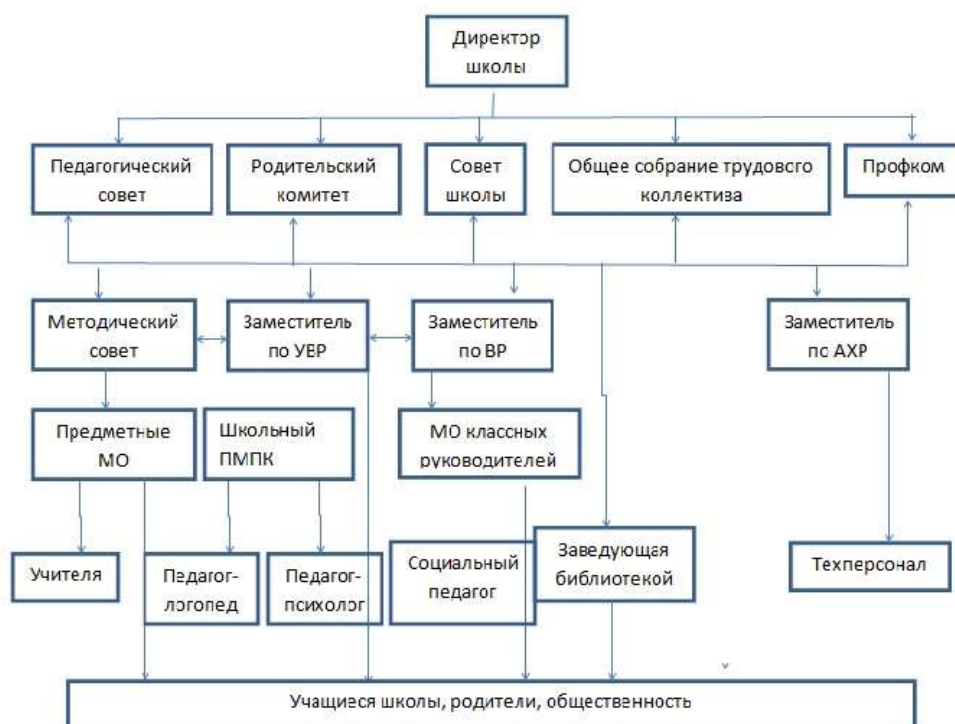 Директор
школы
Педагогический
совет
Родительский
комитет
Совет
школы
Общее собрание трудовго
коллектива
Профком
Методический
совет
Заместитель
по УВР
Заместитель
по ВР
Заместитель
по АХР
Предметные
МО
Школьный
ПМПК
МО классных
руководителей
Учителя
Педагог-
логопед
Педагог-
психолог
Социальный
педагог
Заведующая
библиотекой
Техперсонал
Учащиеся школы, родители, общественность